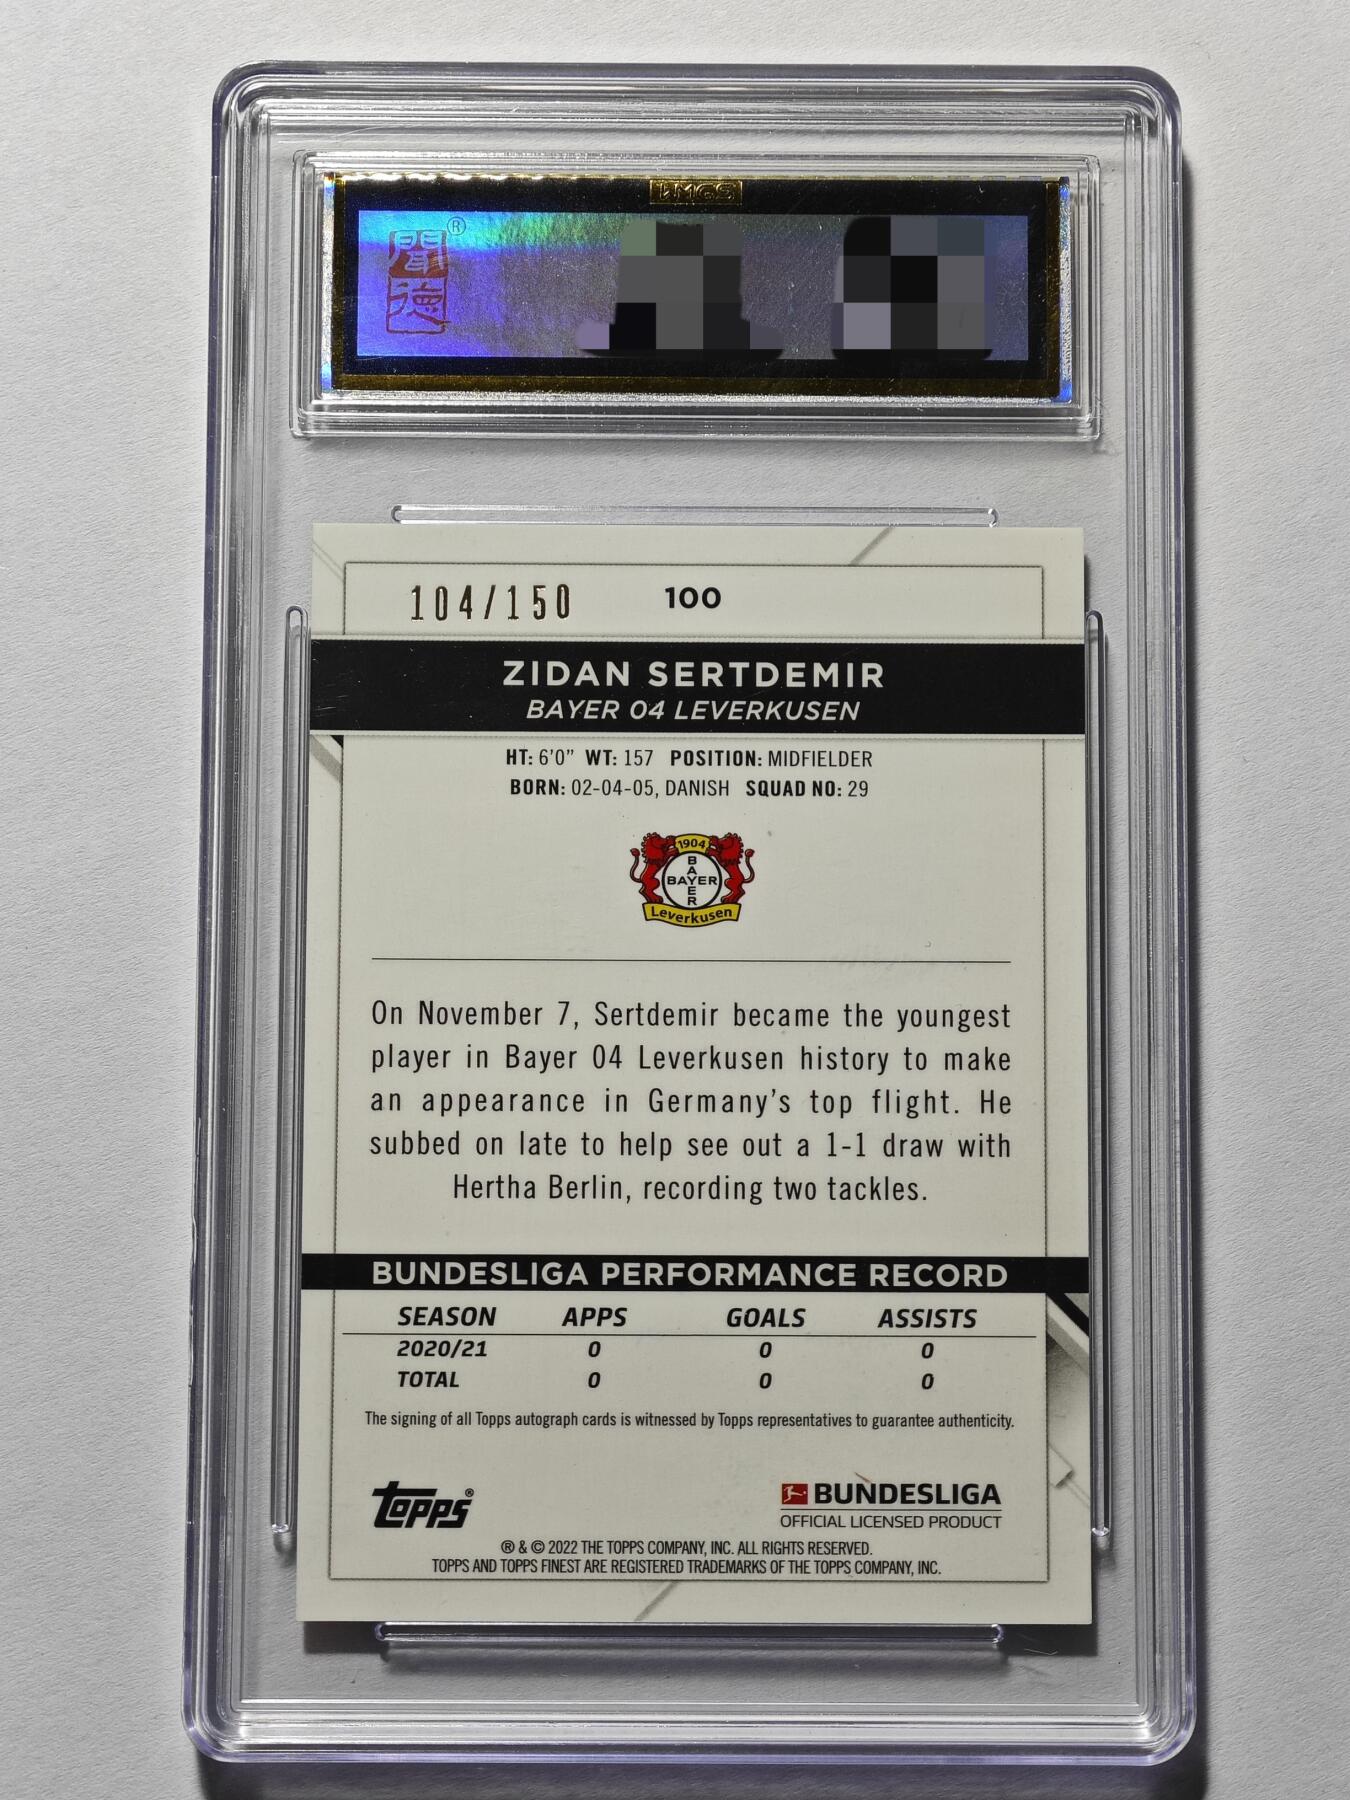 WMGS
聞德®
104/150 100
ZIDAN SERTDEMIR
BAYER 04 LEVERKUSEN
HT: 6'0" WT: 157 POSITION: MIDFIELDER
BORN: 02-04-05, DANISH SQUAD NO: 29
1904
BAYER
BAYER
Leverkusen
On November 7, Sertdemir became the youngest
player in Bayer 04 Leverkusen history to make
an appearance in Germany's top flight. He
subbed on late to help see out a 1-1 draw with
Hertha Berlin, recording two tackles.
BUNDESLIGA PERFORMANCE RECORD
SEASON APPS GOALS ASSISTS
2020/21 0 0 0
TOTAL 0 0 0
The signing of all Topps autograph cards is witnessed by Topps representatives to guarantee authenticity.
topps®
BUNDESLIGA
OFFICIAL LICENSED PRODUCT
® & © 2022 THE TOPPS COMPANY, INC. ALL RIGHTS RESERVED.
TOPPS AND TOPPS FINEST ARE REGISTERED TRADEMARKS OF THE TOPPS COMPANY, INC.